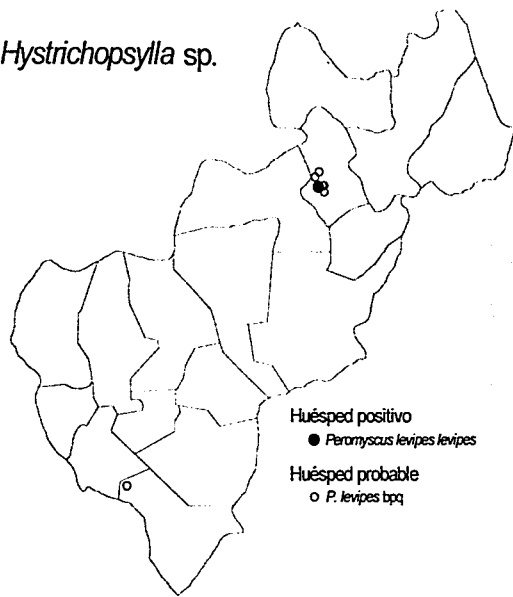 Hystrichopsylla sp.
Huésped positivo
● Peromyscus levipes levipes
Huésped probable
○ P. levipes bpq